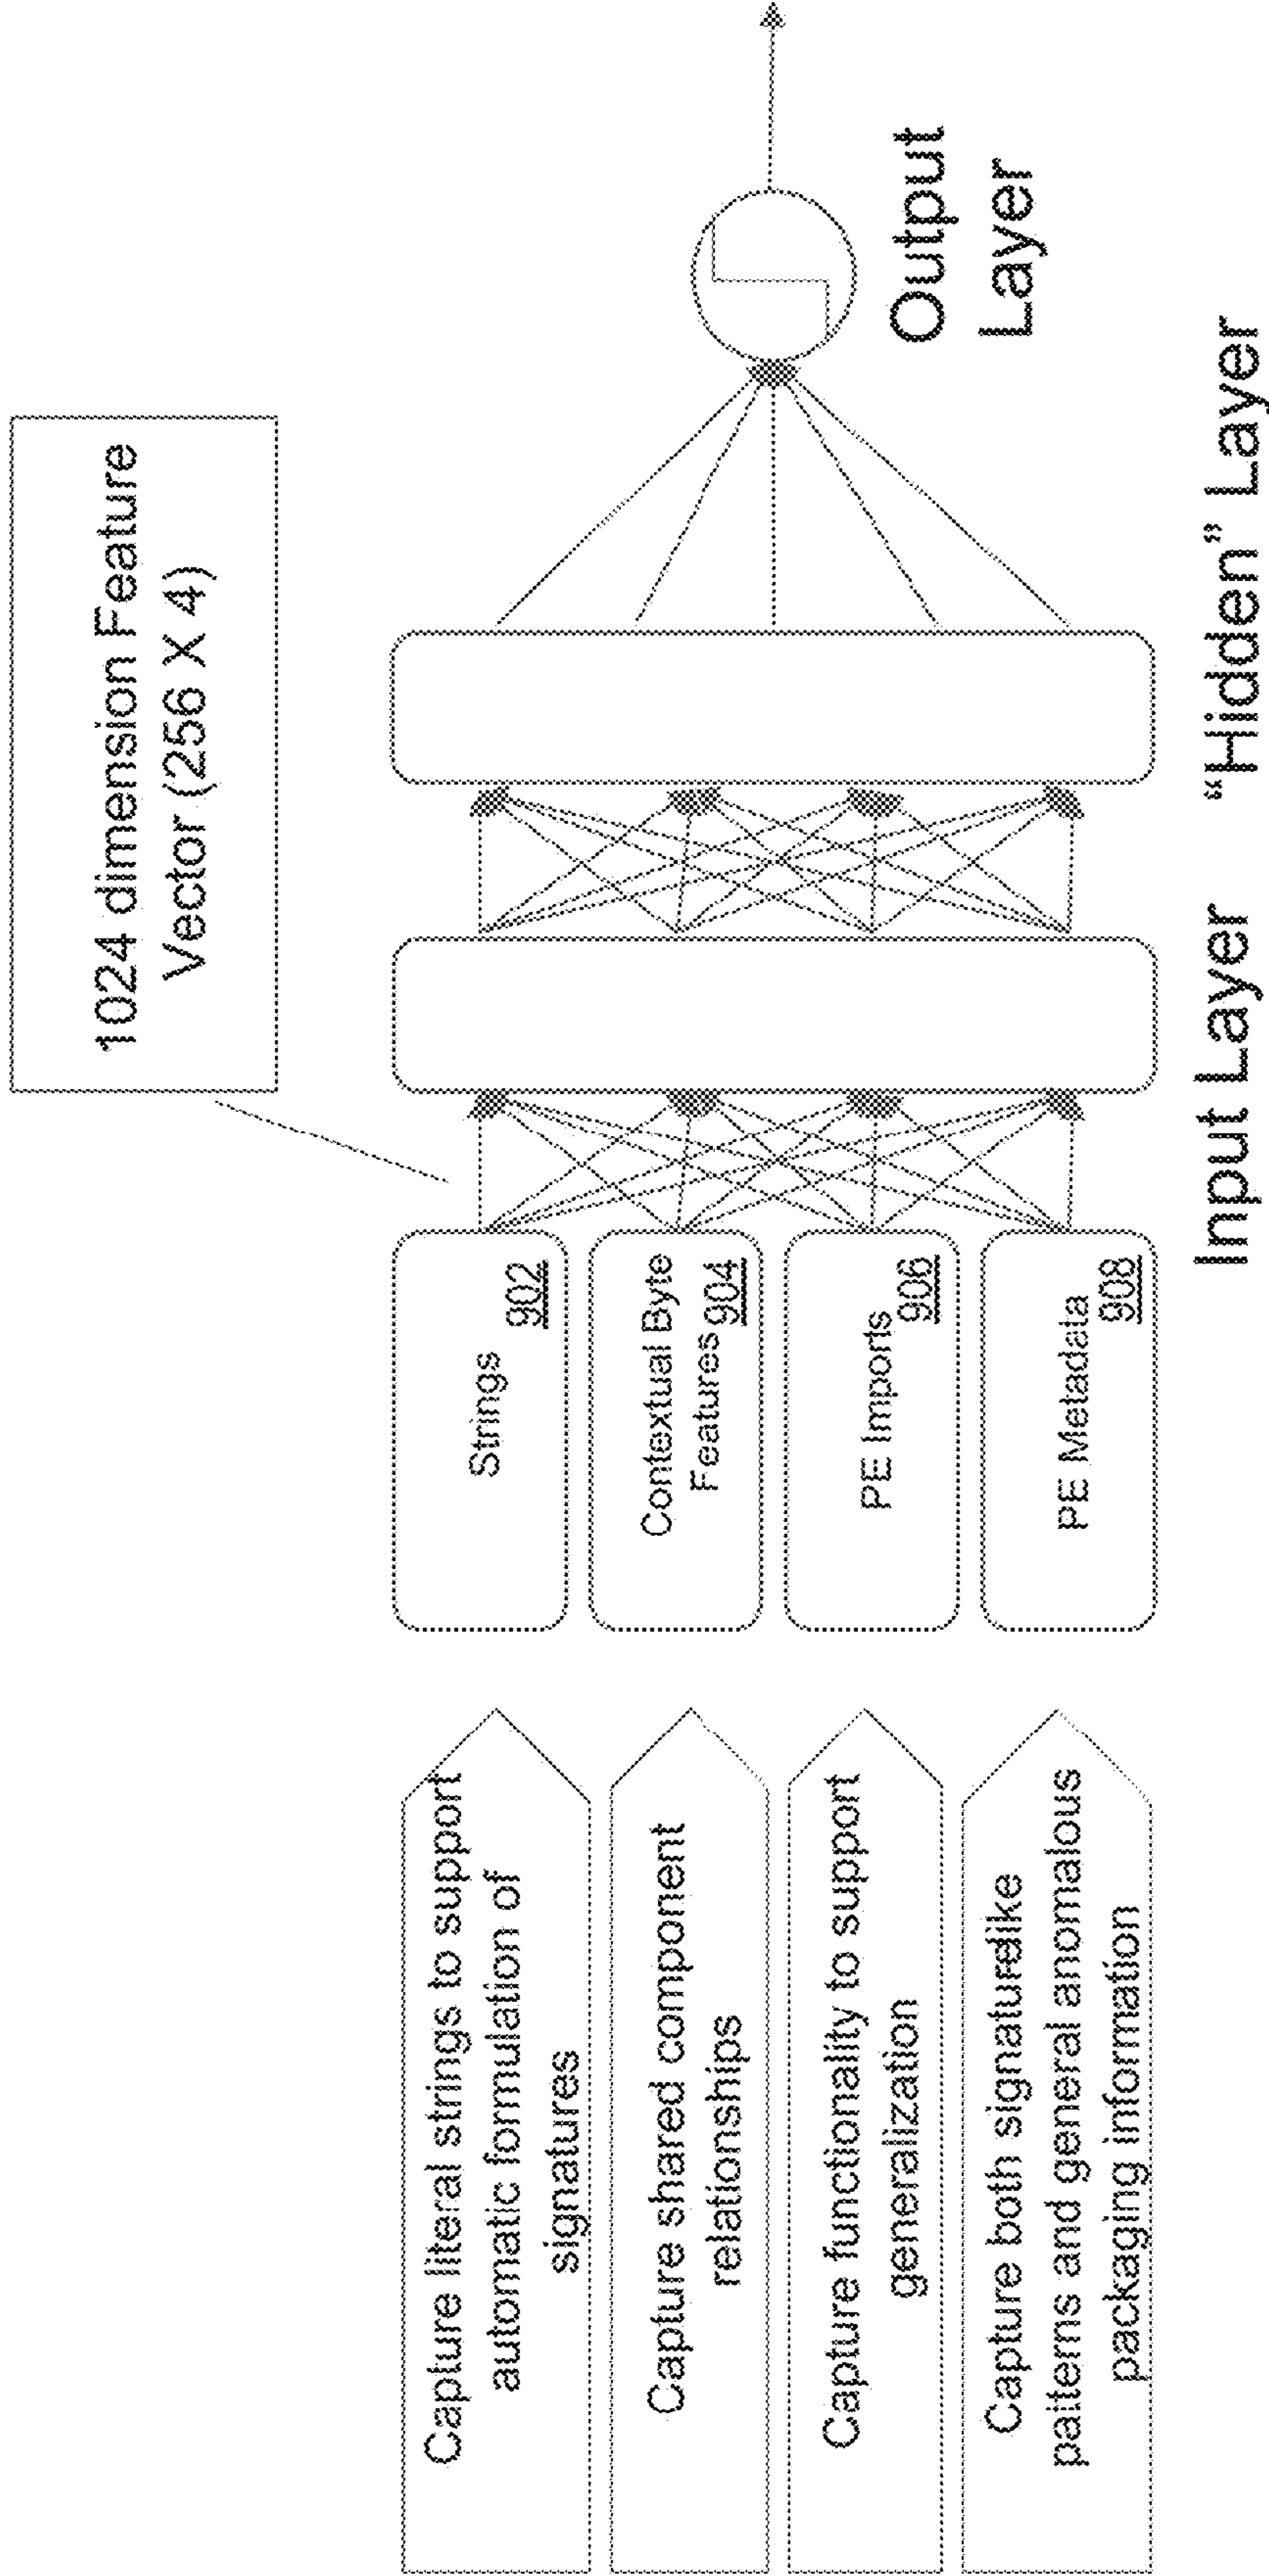 1024 dimension Feature
Vector (256 X 4)
Capture literal strings to support
automatic formulation of
signatures
Capture shared component
relationships
Capture functionality to support
generalization
Capture both signature-like
patterns and general anomalous
packaging information
Strings
902
Contextual Byte
Features 904
PE Imports
906
PE Metadata
908
Input Layer
“Hidden” Layer
Output
Layer